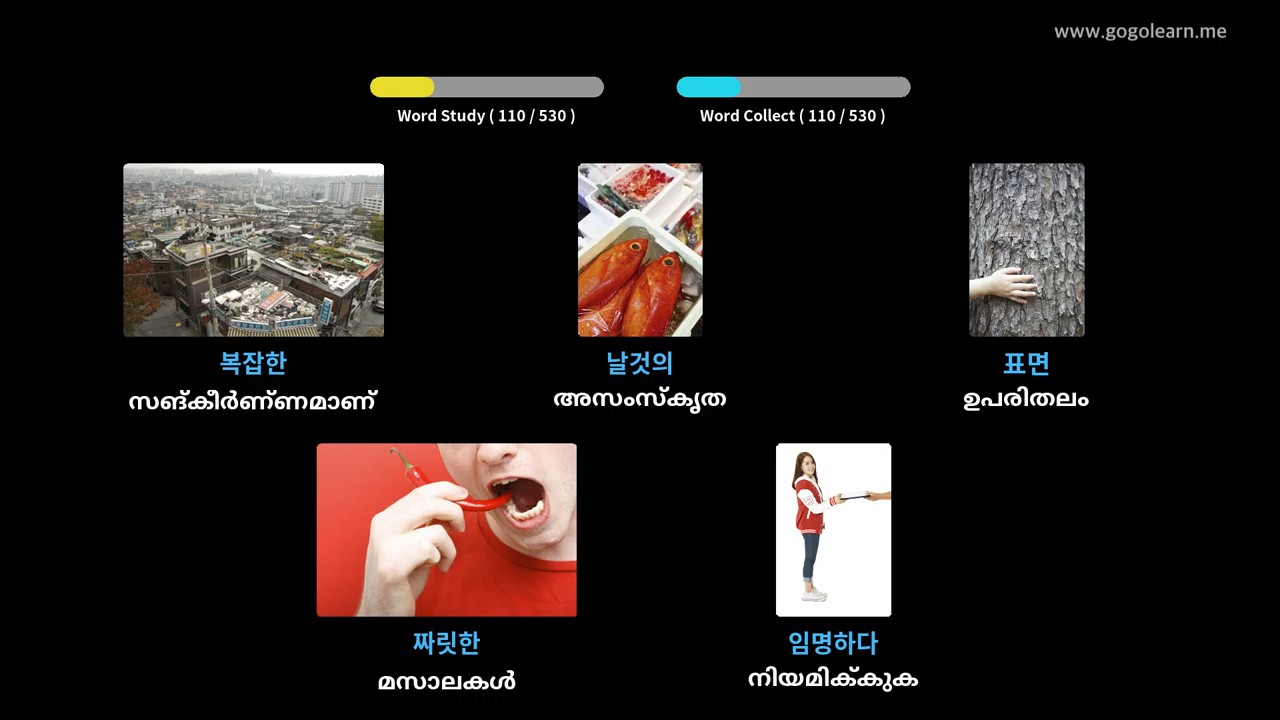 www.gogolearn.me
Word Study ( 110 / 530 )
Word Collect ( 110 / 530 )
복잡한
날것의
표면
സങ്കീർണ്ണമാണ്
അസംസ്കൃത
ഉപരിതലം
짜릿한
임명하다
മസാലകൾ
നിയമിക്കുക